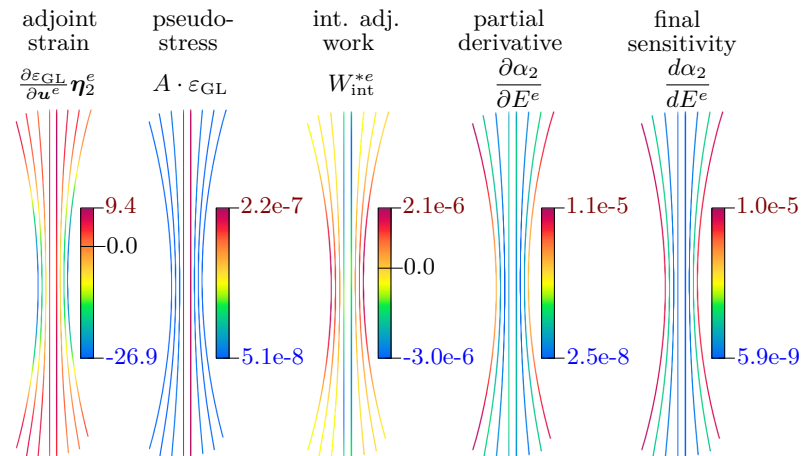 adjoint strain
pseudo-stress
int. adj. work
partial derivative
final sensitivity
∂ε_GL/∂u^e η_2^e
A · ε_GL
W_int^{*e}
∂α_2/∂E^e
dα_2/dE^e
9.4
0.0
-26.9
2.2e-7
5.1e-8
2.1e-6
0.0
-3.0e-6
1.1e-5
2.5e-8
1.0e-5
5.9e-9